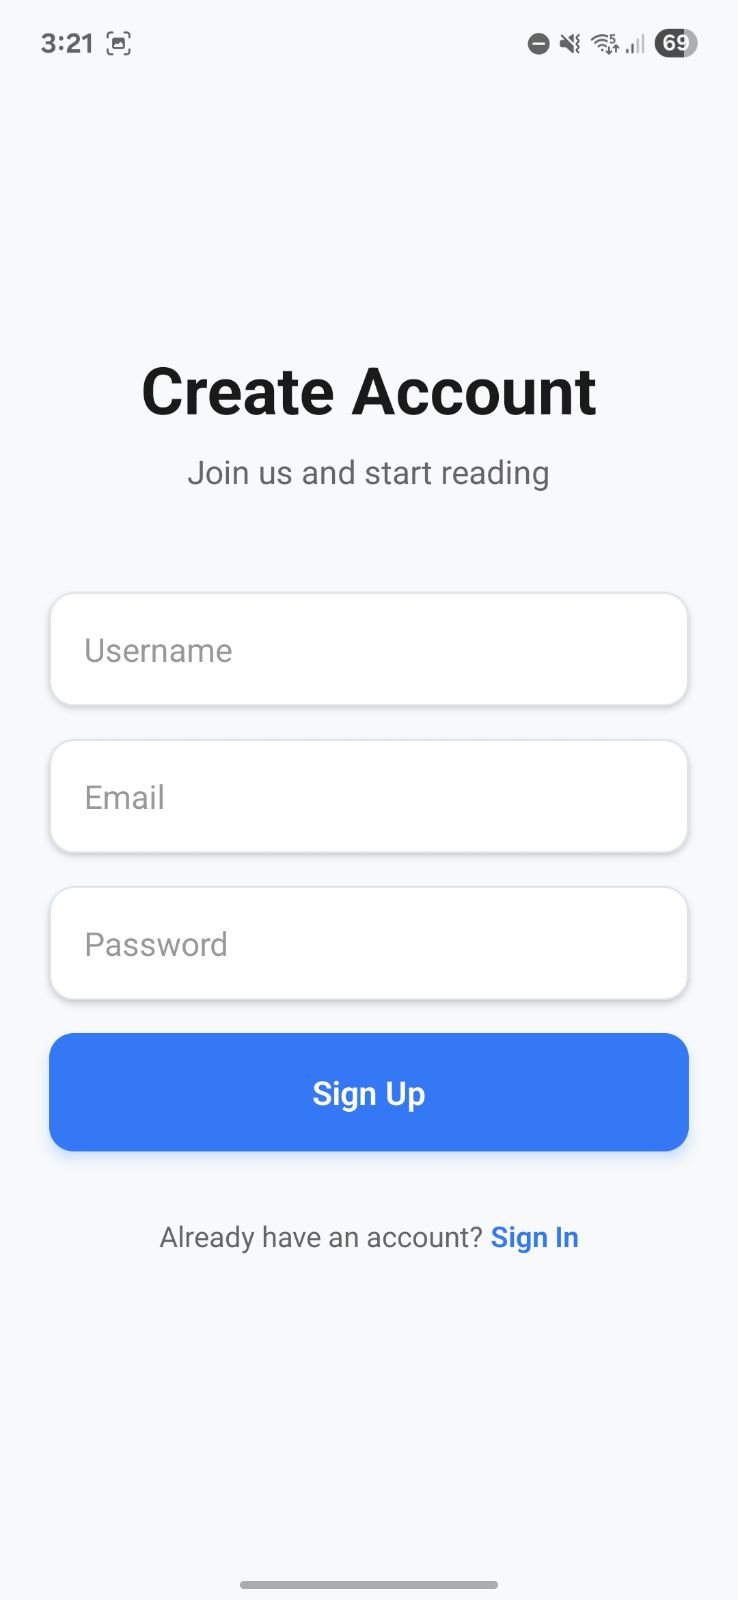 3:21
5
69
Create Account
Join us and start reading
Username
Email
Password
Sign Up
Already have an account? Sign In